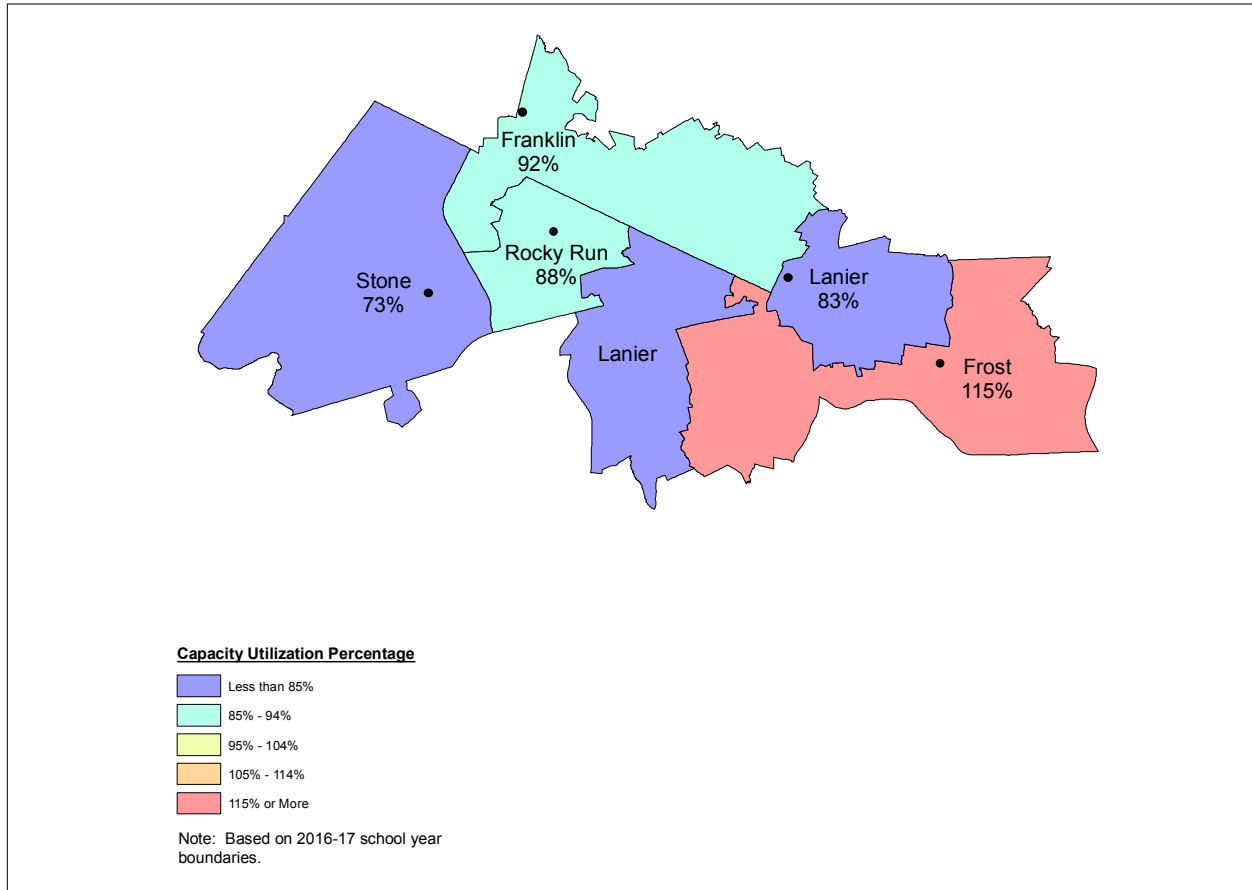 Franklin
92%
Rocky Run
88%
Stone
73%
Lanier
83%
Lanier
Frost
115%
Capacity Utilization Percentage
Less than 85%
85% - 94%
95% - 104%
105% - 114%
115% or More
Note: Based on 2016-17 school year
boundaries.